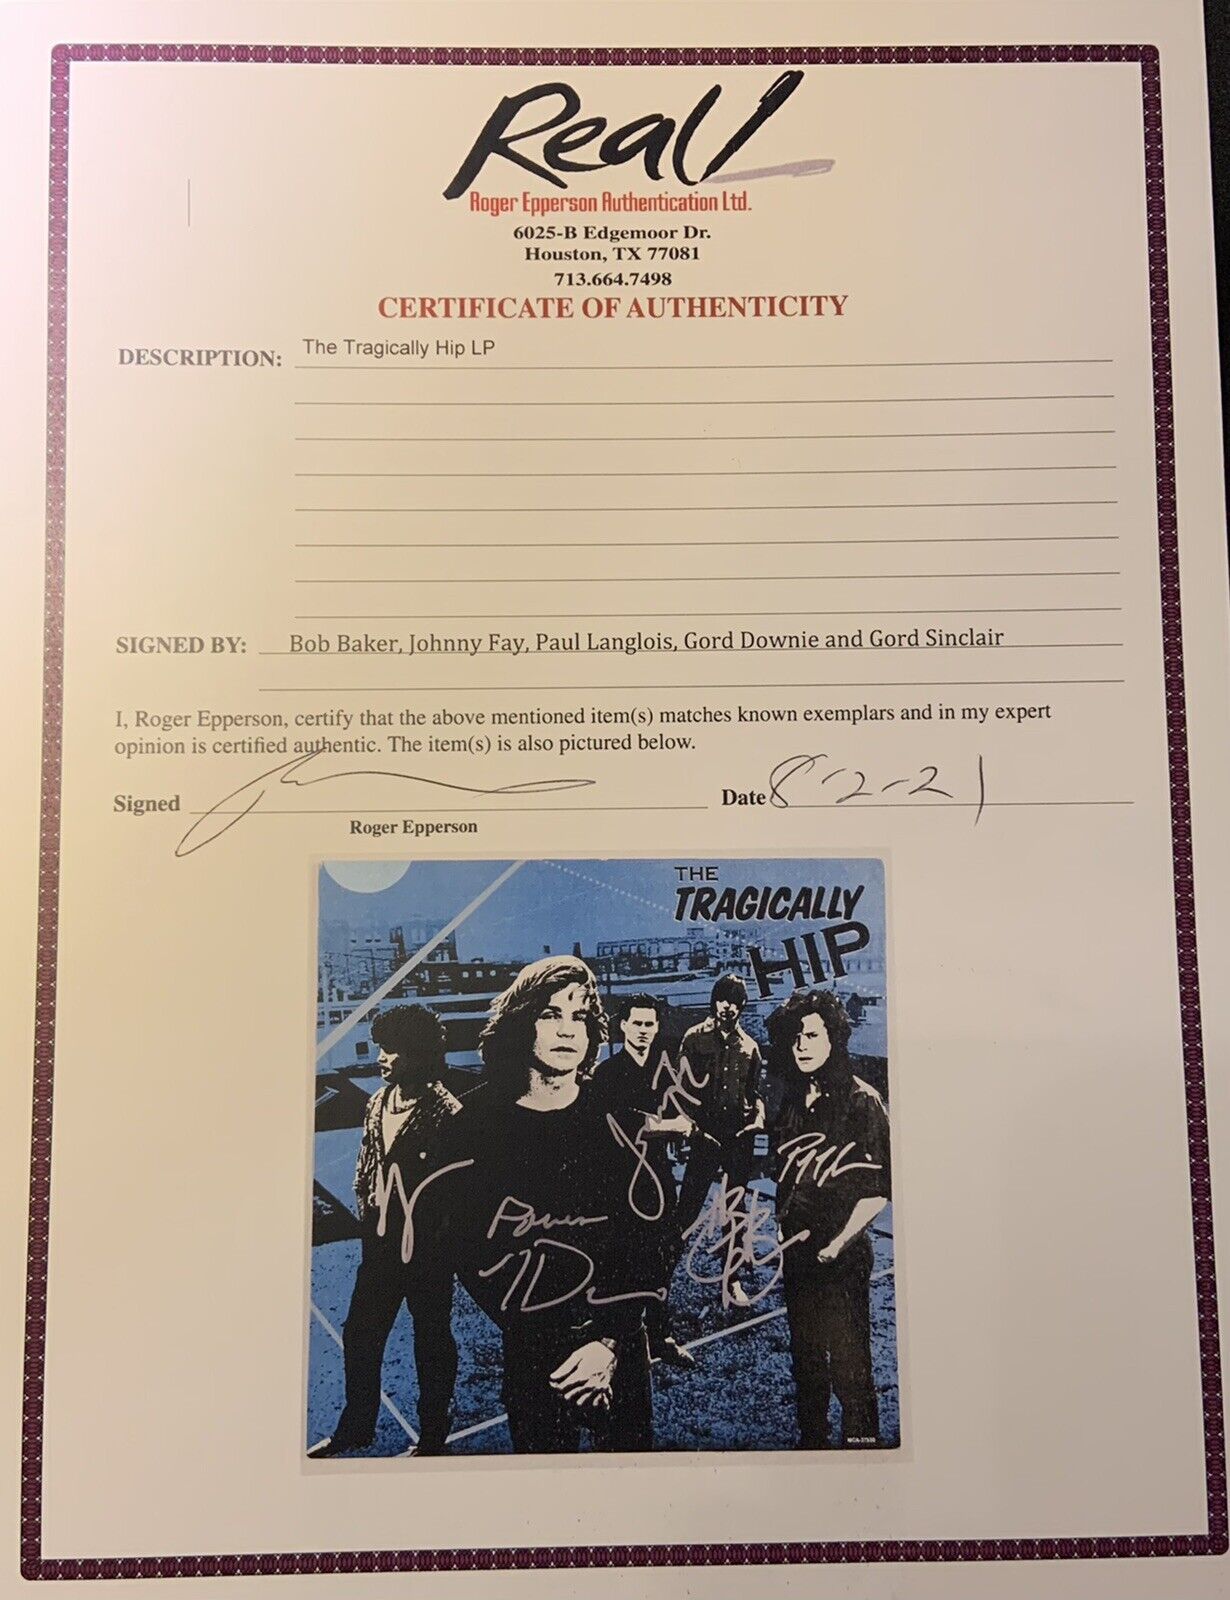 Real
Roger Epperson Authentication Ltd.
6025-B Edgemoor Dr.
Houston, TX 77081
713.664.7498
CERTIFICATE OF AUTHENTICITY
DESCRIPTION: The Tragically Hip LP
SIGNED BY: Bob Baker, Johnny Fay, Paul Langlois, Gord Downie and Gord Sinclair
I, Roger Epperson, certify that the above mentioned item(s) matches known exemplars and in my expert
opinion is certified authentic. The item(s) is also pictured below.
Signed Date 8-2-21
Roger Epperson
THE
TRAGICALLY
HIP